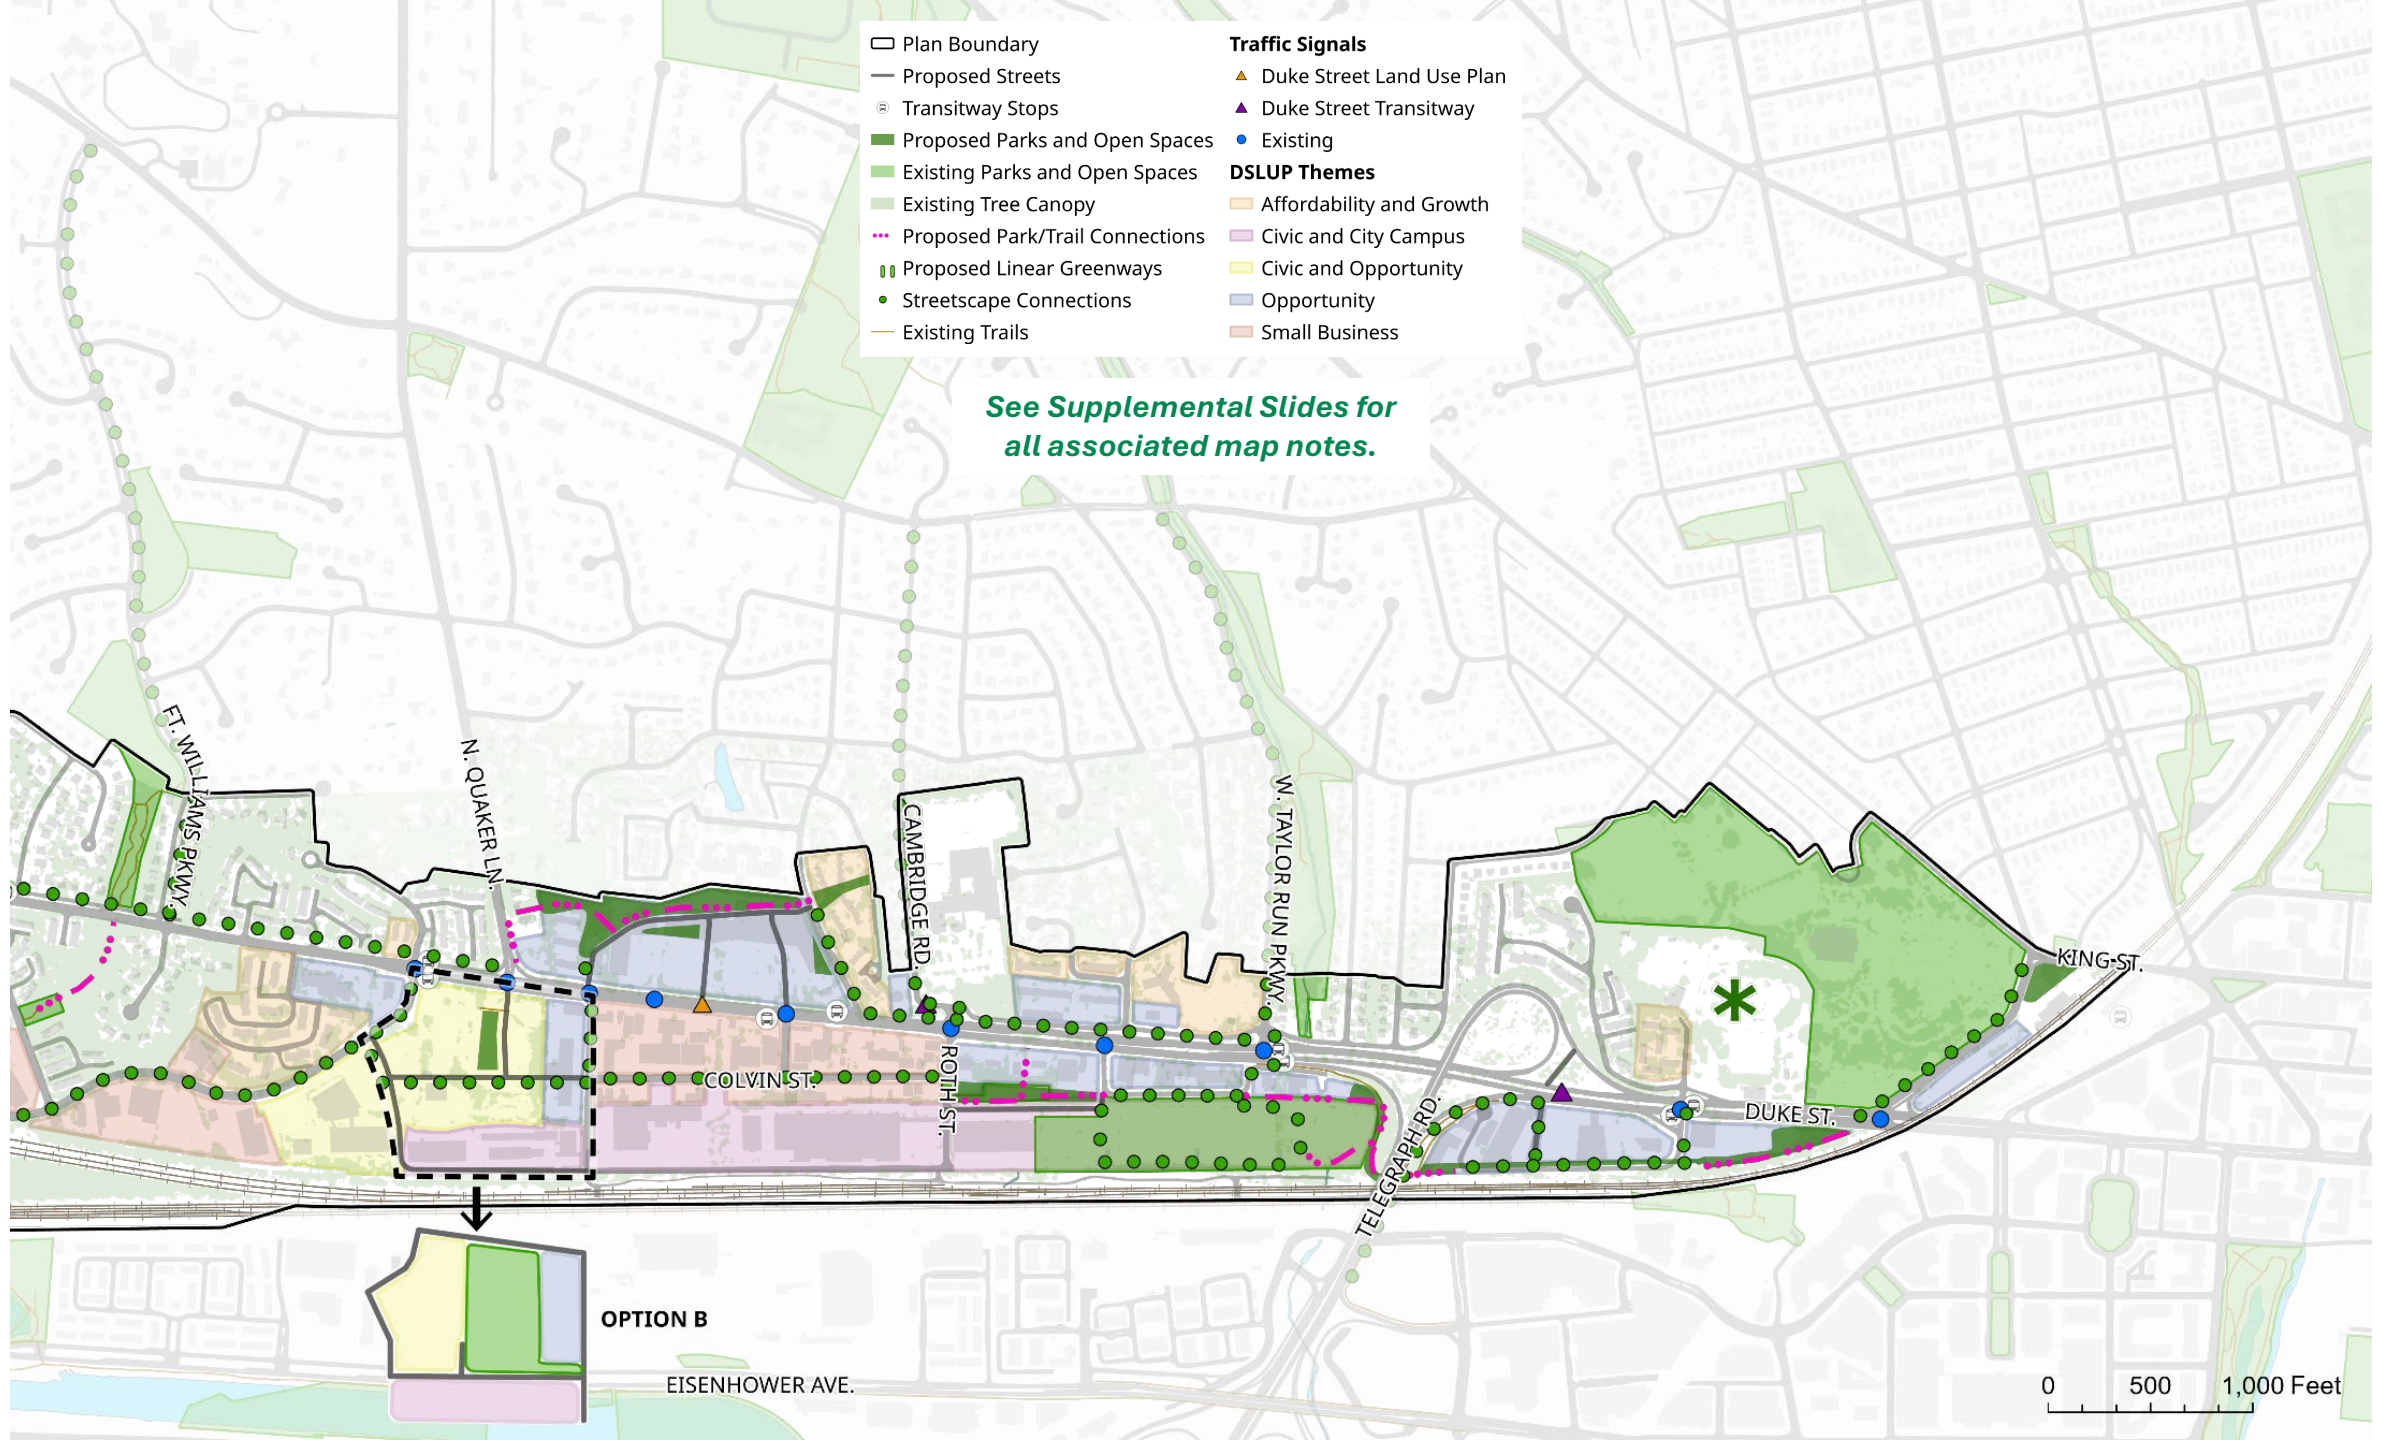 Plan Boundary
Proposed Streets
Transitway Stops
Proposed Parks and Open Spaces
Existing Parks and Open Spaces
Existing Tree Canopy
Proposed Park/Trail Connections
Proposed Linear Greenways
Streetscape Connections
Existing Trails
Traffic Signals
Duke Street Land Use Plan
Duke Street Transitway
Existing
DSLUP Themes
Affordability and Growth
Civic and City Campus
Civic and Opportunity
Opportunity
Small Business
See Supplemental Slides for
all associated map notes.
FT. WILLIAMS PKWY.
N. QUAKER LN.
CAMBRIDGE RD.
W. TAYLOR RUN PKWY.
KING ST.
COLVIN ST.
ROTH ST.
DUKE ST.
TELEGRAPH RD.
OPTION B
EISENHOWER AVE.
0 500 1,000 Feet